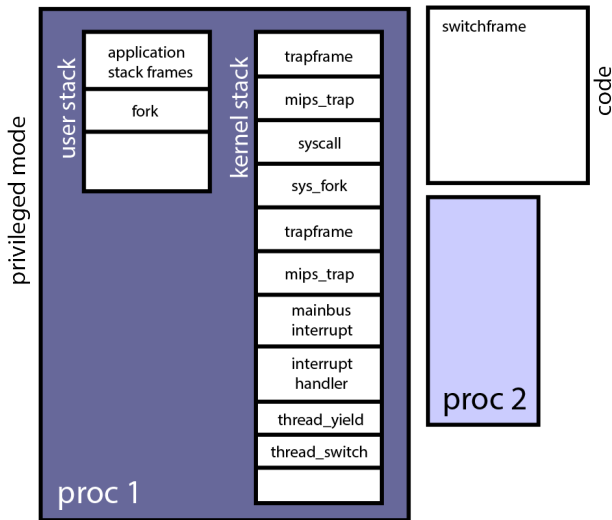 privileged mode
user stack
application
stack frames
fork
kernel stack
trapframe
mips_trap
syscall
sys_fork
trapframe
mips_trap
mainbus
interrupt
interrupt
handler
thread_yield
thread_switch
proc 1
switchframe
code
proc 2